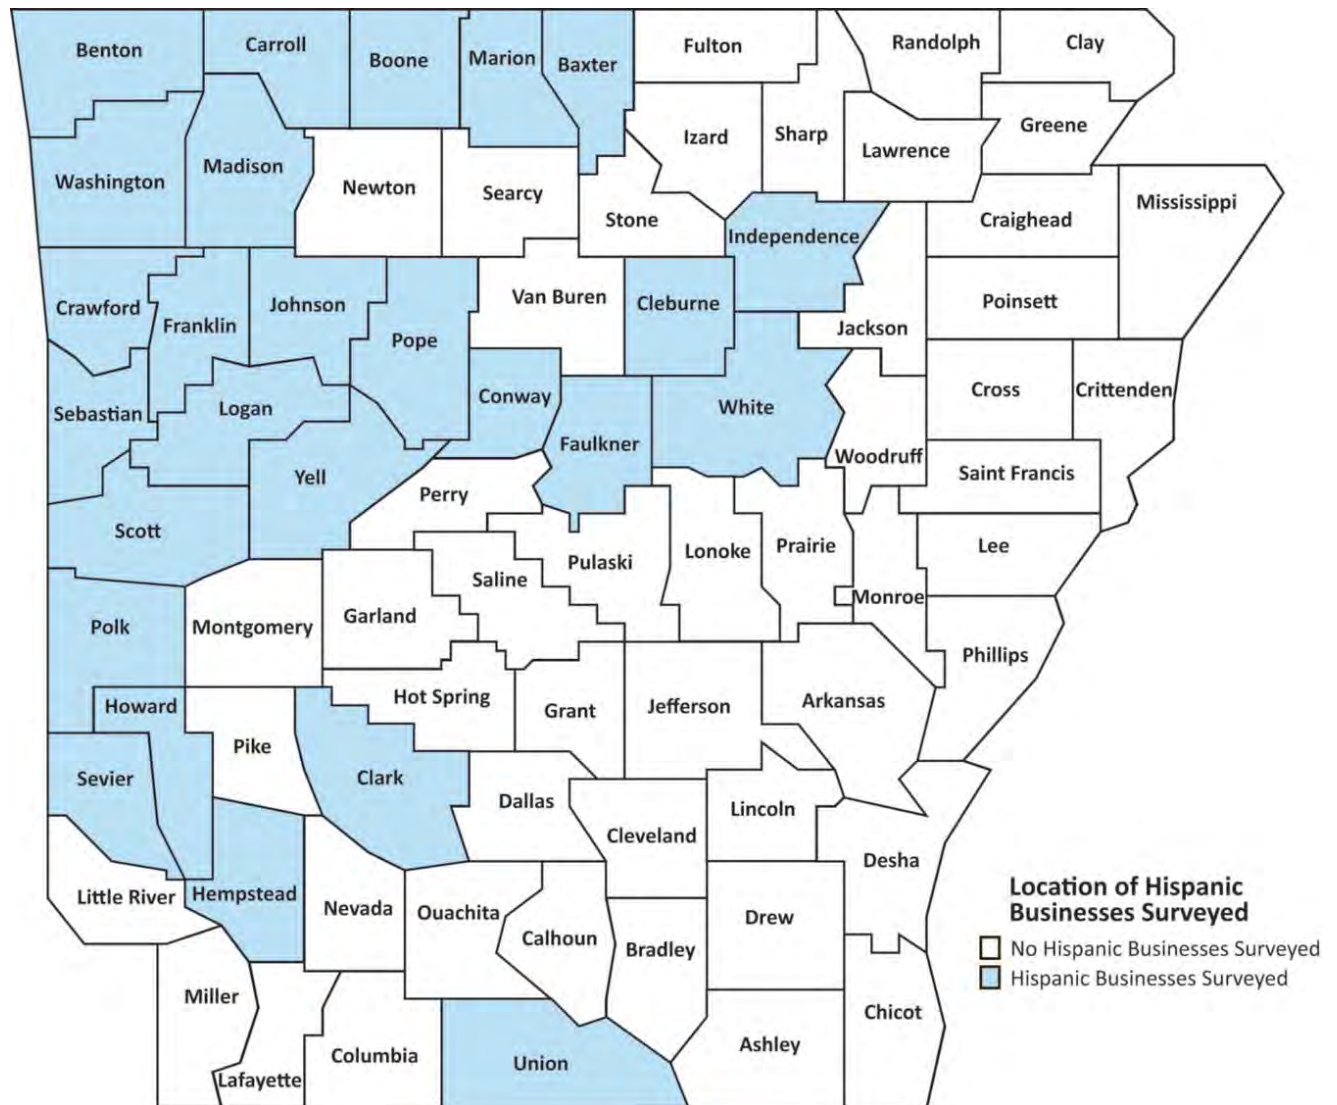 Benton
Carroll
Boone
Marion
Baxter
Fulton
Randolph
Clay
Washington
Madison
Newton
Searcy
Stone
Izard
Sharp
Lawrence
Greene
Craighead
Mississippi
Independence
Crawford
Franklin
Johnson
Pope
Van Buren
Cleburne
Jackson
Poinsett
Sebastian
Logan
Conway
White
Cross
Crittenden
Yell
Faulkner
Woodruff
Saint Francis
Scott
Perry
Pulaski
Lonoke
Prairie
Lee
Saline
Monroe
Polk
Montgomery
Garland
Phillips
Howard
Hot Spring
Grant
Jefferson
Arkansas
Pike
Sevier
Clark
Dallas
Lincoln
Cleveland
Desha
Little River
Hempstead
Nevada
Ouachita
Calhoun
Bradley
Drew
Miller
Chicot
Lafayette
Columbia
Union
Ashley
Location of Hispanic
Businesses Surveyed
No Hispanic Businesses Surveyed
Hispanic Businesses Surveyed